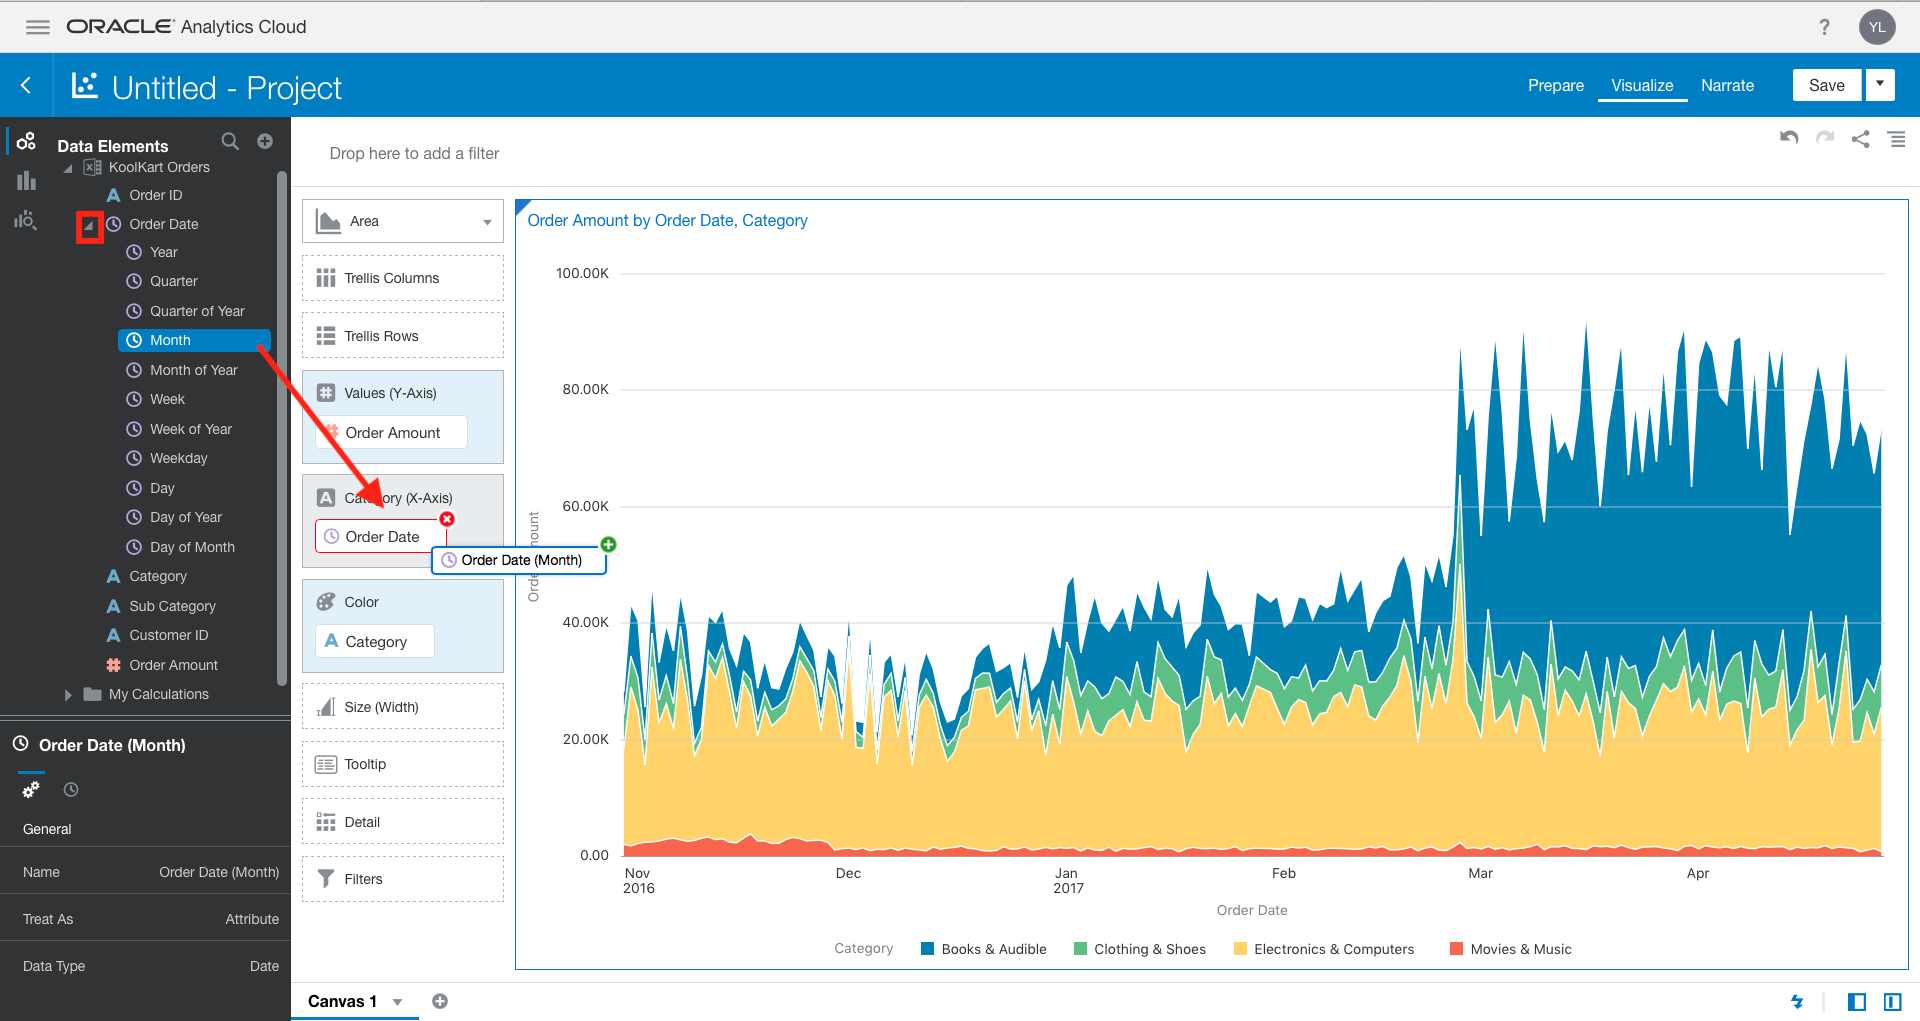 ORACLE Analytics Cloud
?
YL
Untitled - Project
Prepare
Visualize
Narrate
Save
Data Elements
KoolKart Orders
A Order ID
Order Date
Year
Quarter
Quarter of Year
Month
Month of Year
Week
Week of Year
Weekday
Day
Day of Year
Day of Month
A Category
A Sub Category
A Customer ID
# Order Amount
My Calculations
Order Date (Month)
General
Name
Order Date (Month)
Treat As
Attribute
Data Type
Date
Drop here to add a filter
Area
Trellis Columns
Trellis Rows
# Values (Y-Axis)
# Order Amount
A Category (X-Axis)
Order Date
Order Date (Month)
Color
A Category
Size (Width)
Tooltip
Detail
Filters
Order Amount by Order Date, Category
100.00K
80.00K
60.00K
40.00K
20.00K
0.00
Order Amount
Nov
2016
Dec
Jan
2017
Feb
Mar
Apr
Order Date
Category
Books & Audible
Clothing & Shoes
Electronics & Computers
Movies & Music
Canvas 1